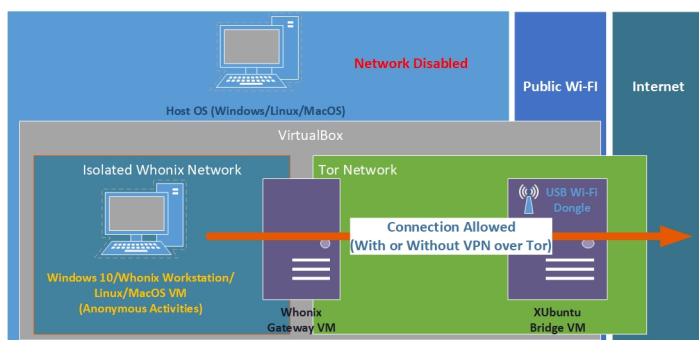 Network Disabled
Public Wi-FI
Internet
Host OS (Windows/Linux/MacOS)
VirtualBox
Isolated Whonix Network
Tor Network
USB Wi-Fi
Dongle
Connection Allowed
(With or Without VPN over Tor)
Windows 10/Whonix Workstation/
Linux/MacOS VM
(Anonymous Activities)
Whonix
Gateway VM
XUbuntu
Bridge VM